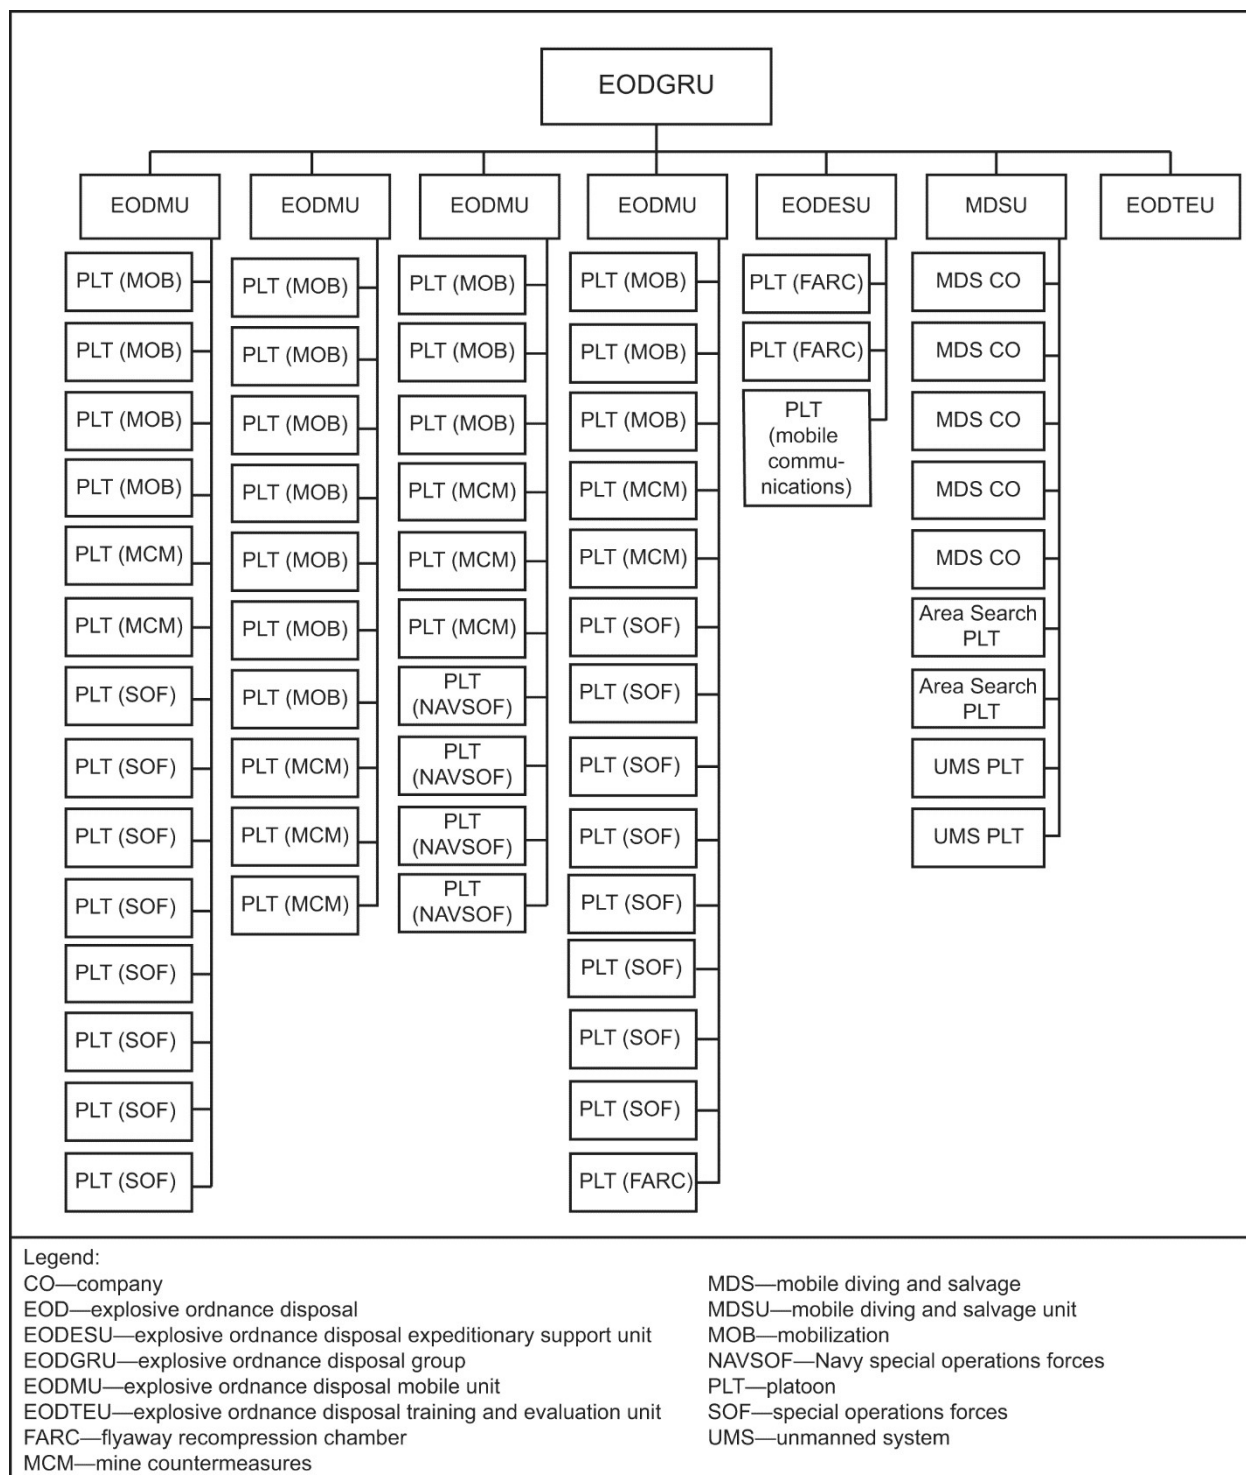 EODGRU
EODMU
EODMU
EODMU
EODMU
EODESU
MDSU
EODTEU
PLT (MOB)
PLT (MOB)
PLT (MOB)
PLT (MOB)
PLT (MCM)
PLT (MCM)
PLT (SOF)
PLT (SOF)
PLT (SOF)
PLT (SOF)
PLT (SOF)
PLT (SOF)
PLT (SOF)
PLT (SOF)
PLT (MOB)
PLT (MOB)
PLT (MOB)
PLT (MOB)
PLT (MOB)
PLT (MOB)
PLT (MOB)
PLT (MCM)
PLT (MCM)
PLT (MCM)
PLT (MOB)
PLT (MOB)
PLT (MOB)
PLT (MCM)
PLT (MCM)
PLT (MCM)
PLT
(NAVSOF)
PLT
(NAVSOF)
PLT
(NAVSOF)
PLT
(NAVSOF)
PLT (MOB)
PLT (MOB)
PLT (MOB)
PLT (MCM)
PLT (MCM)
PLT (SOF)
PLT (SOF)
PLT (SOF)
PLT (SOF)
PLT (SOF)
PLT (SOF)
PLT (SOF)
PLT (SOF)
PLT (FARC)
PLT (FARC)
PLT (FARC)
PLT
(mobile
commu-
nications)
MDS CO
MDS CO
MDS CO
MDS CO
MDS CO
Area Search
PLT
Area Search
PLT
UMS PLT
UMS PLT
Legend:
CO—company
EOD—explosive ordnance disposal
EODESU—explosive ordnance disposal expeditionary support unit
EODGRU—explosive ordnance disposal group
EODMU—explosive ordnance disposal mobile unit
EODTEU—explosive ordnance disposal training and evaluation unit
FARC—flyaway recompression chamber
MCM—mine countermeasures
MDS—mobile diving and salvage
MDSU—mobile diving and salvage unit
MOB—mobilization
NAVSOF—Navy special operations forces
PLT—platoon
SOF—special operations forces
UMS—unmanned system